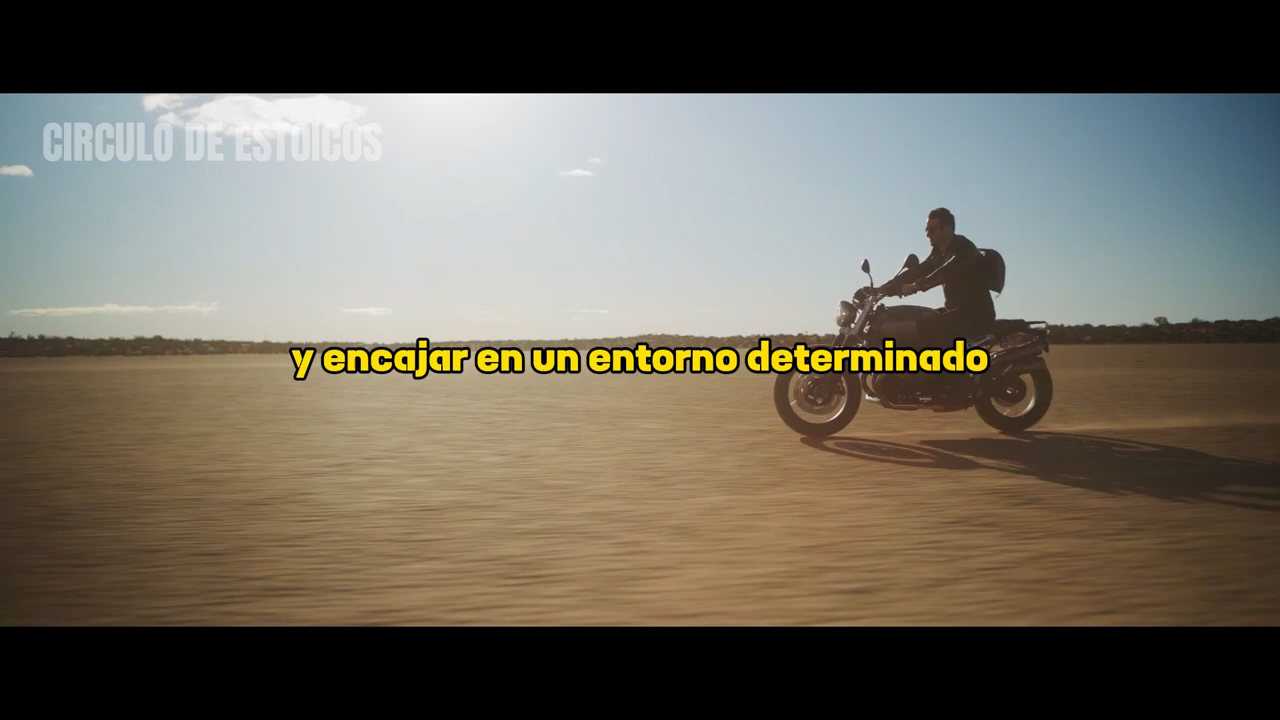 CIRCULO DE ESTOICOS
y encajar en un entorno determinado